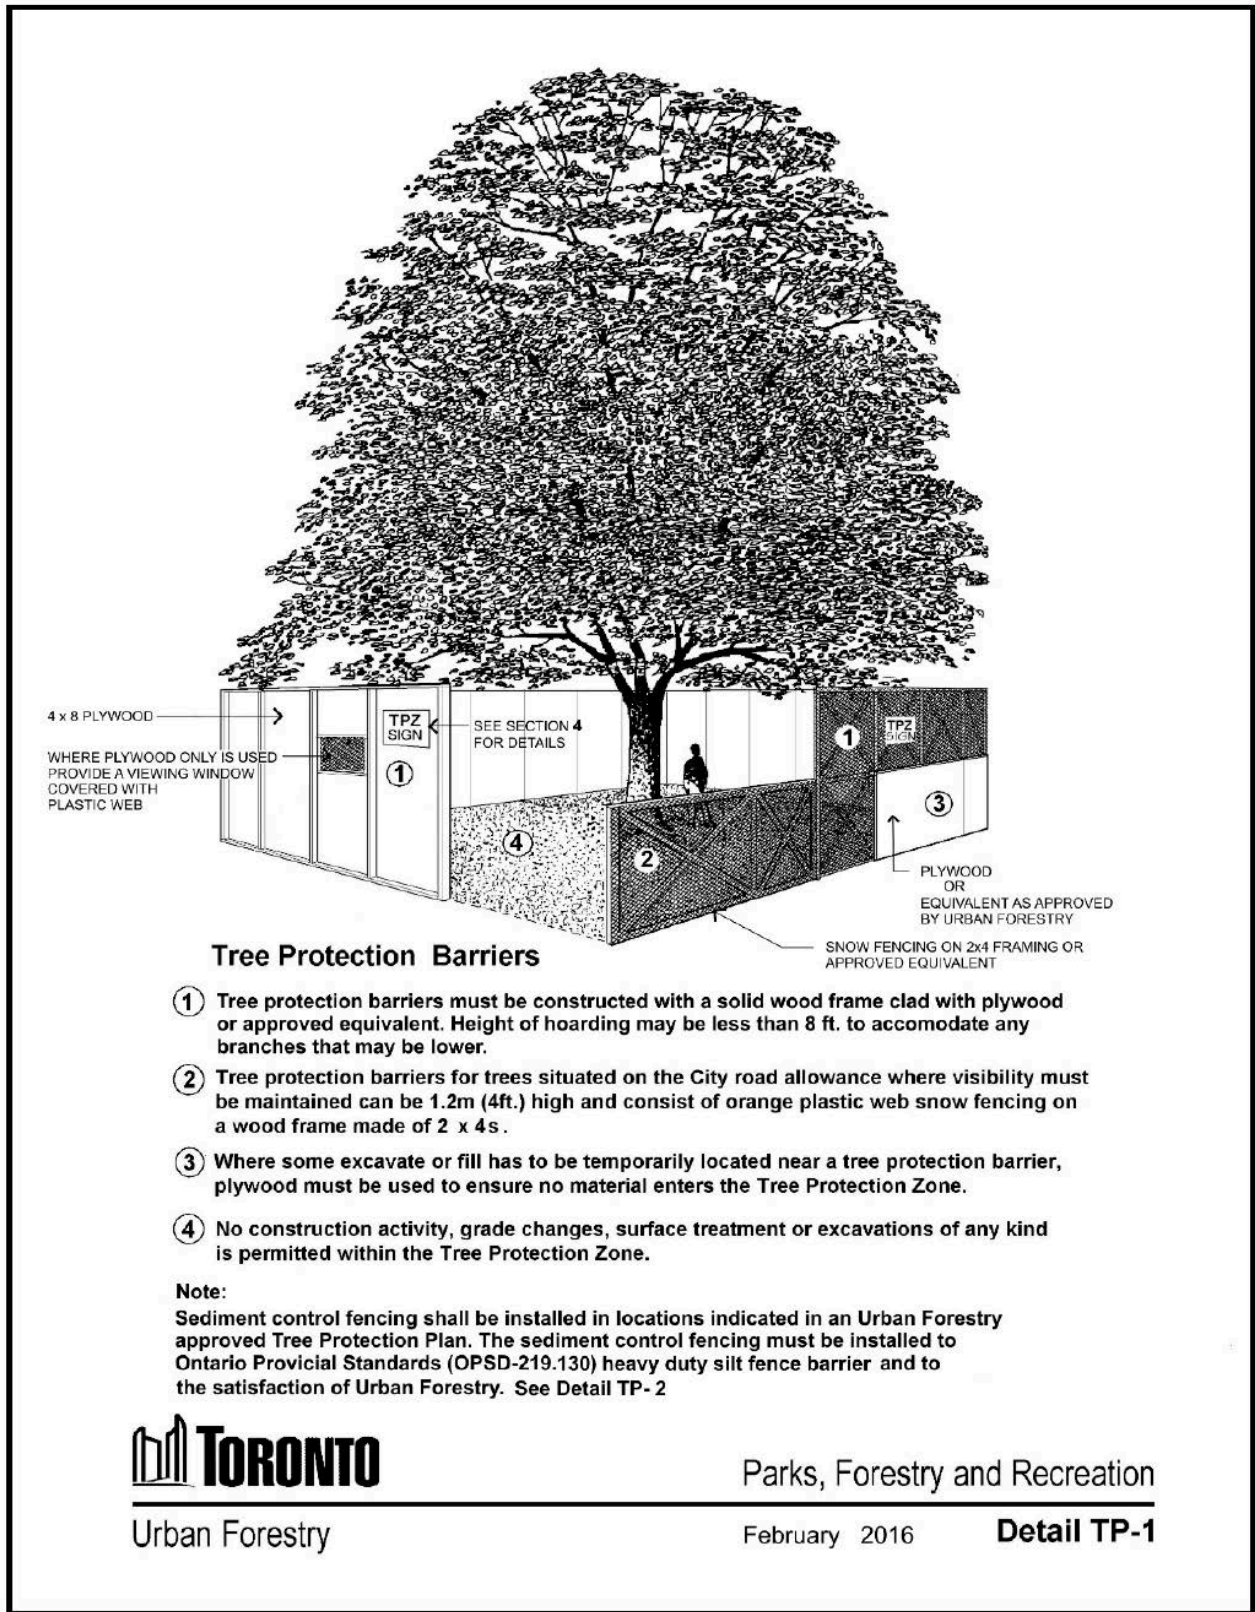 4 x 8 PLYWOOD
WHERE PLYWOOD ONLY IS USED
PROVIDE A VIEWING WINDOW
COVERED WITH
PLASTIC WEB
TPZ
SIGN
SEE SECTION 4
FOR DETAILS
1
4
2
1
TPZ
SIGN
3
PLYWOOD
OR
EQUIVALENT AS APPROVED
BY URBAN FORESTRY
SNOW FENCING ON 2x4 FRAMING OR
APPROVED EQUIVALENT
Tree Protection Barriers
1 Tree protection barriers must be constructed with a solid wood frame clad with plywood
or approved equivalent. Height of hoarding may be less than 8 ft. to accomodate any
branches that may be lower.
2 Tree protection barriers for trees situated on the City road allowance where visibility must
be maintained can be 1.2m (4ft.) high and consist of orange plastic web snow fencing on
a wood frame made of 2 x 4s.
3 Where some excavate or fill has to be temporarily located near a tree protection barrier,
plywood must be used to ensure no material enters the Tree Protection Zone.
4 No construction activity, grade changes, surface treatment or excavations of any kind
is permitted within the Tree Protection Zone.
Note:
Sediment control fencing shall be installed in locations indicated in an Urban Forestry
approved Tree Protection Plan. The sediment control fencing must be installed to
Ontario Provicial Standards (OPSD-219.130) heavy duty silt fence barrier and to
the satisfaction of Urban Forestry. See Detail TP- 2
TORONTO
Parks, Forestry and Recreation
Urban Forestry
February 2016
Detail TP-1